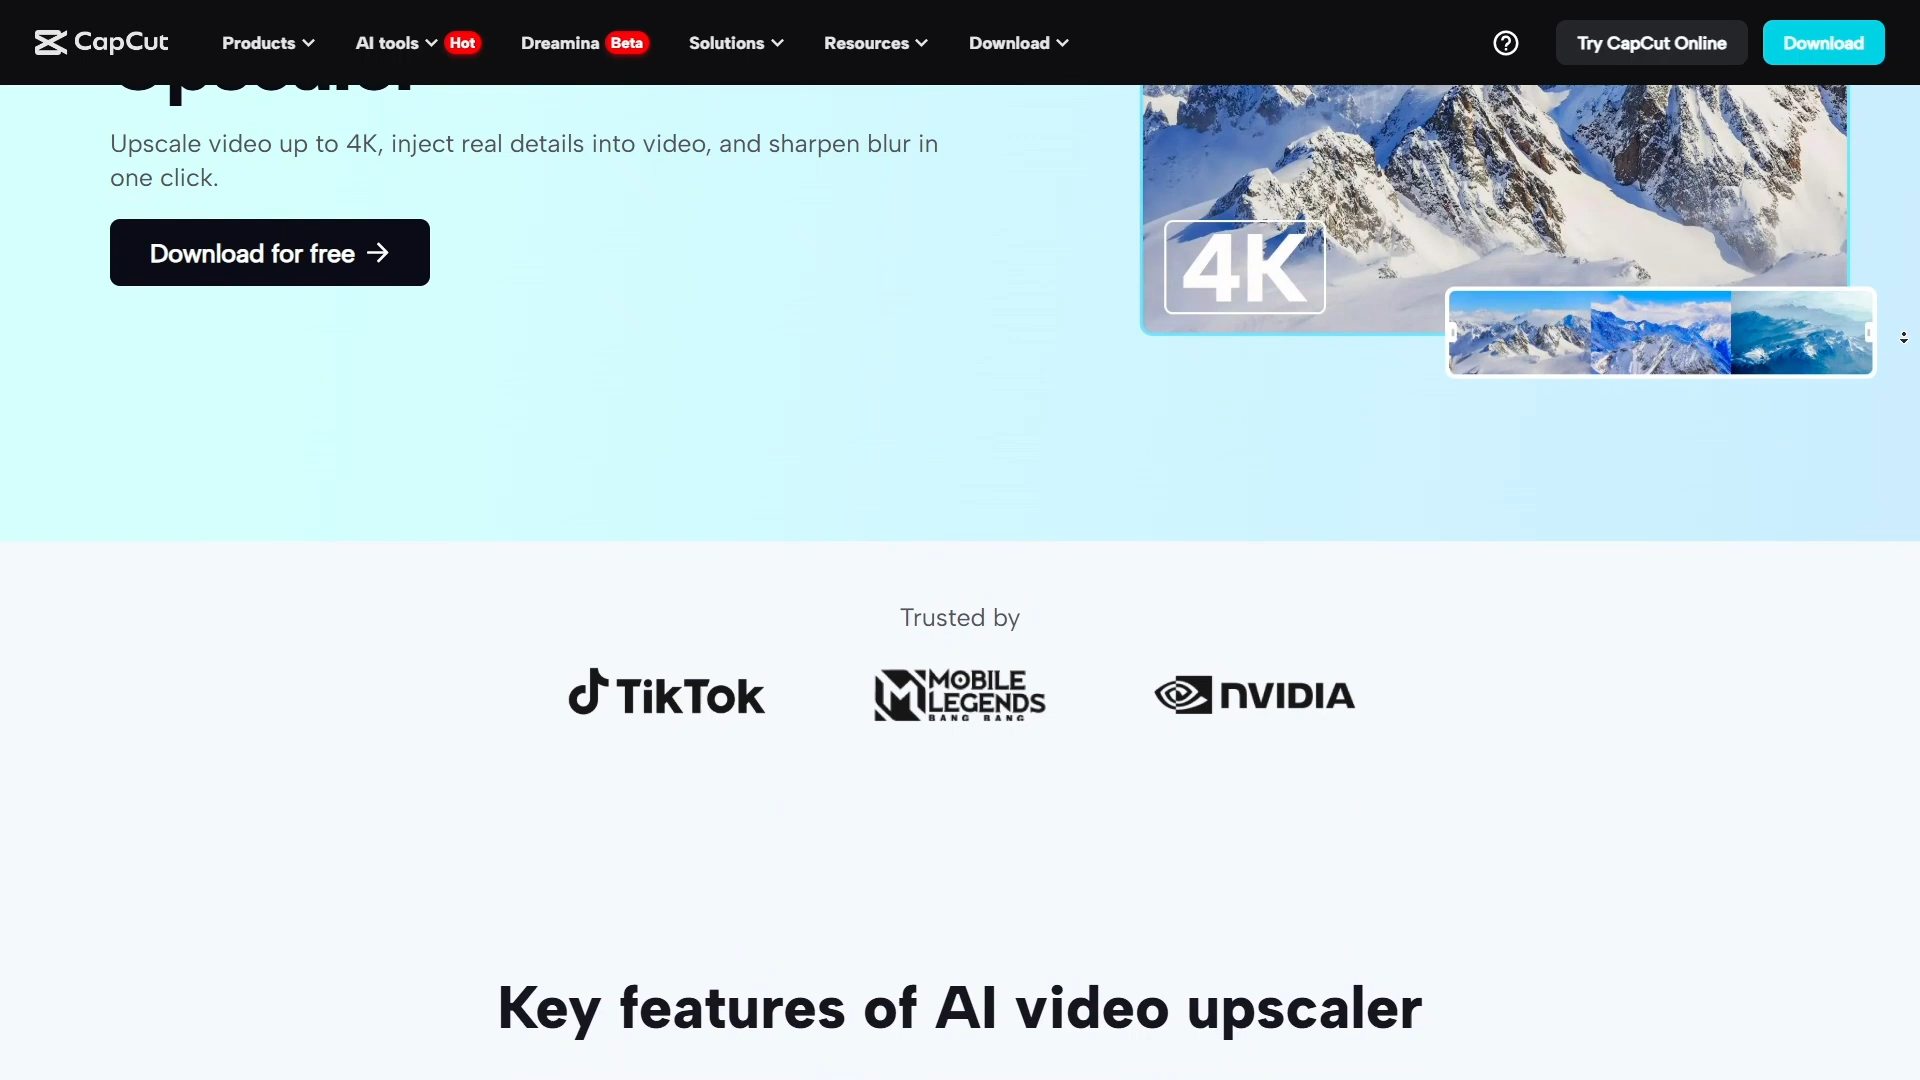 CapCut
Products
AI tools
Hot
Dreamina
Beta
Solutions
Resources
Download
Try CapCut Online
Download
Upscaler
Upscale video up to 4K, inject real details into video, and sharpen blur in
one click.
Download for free →
4K
Trusted by
TikTok
MOBILE
LEGENDS
BANG BANG
NVIDIA
Key features of AI video upscaler